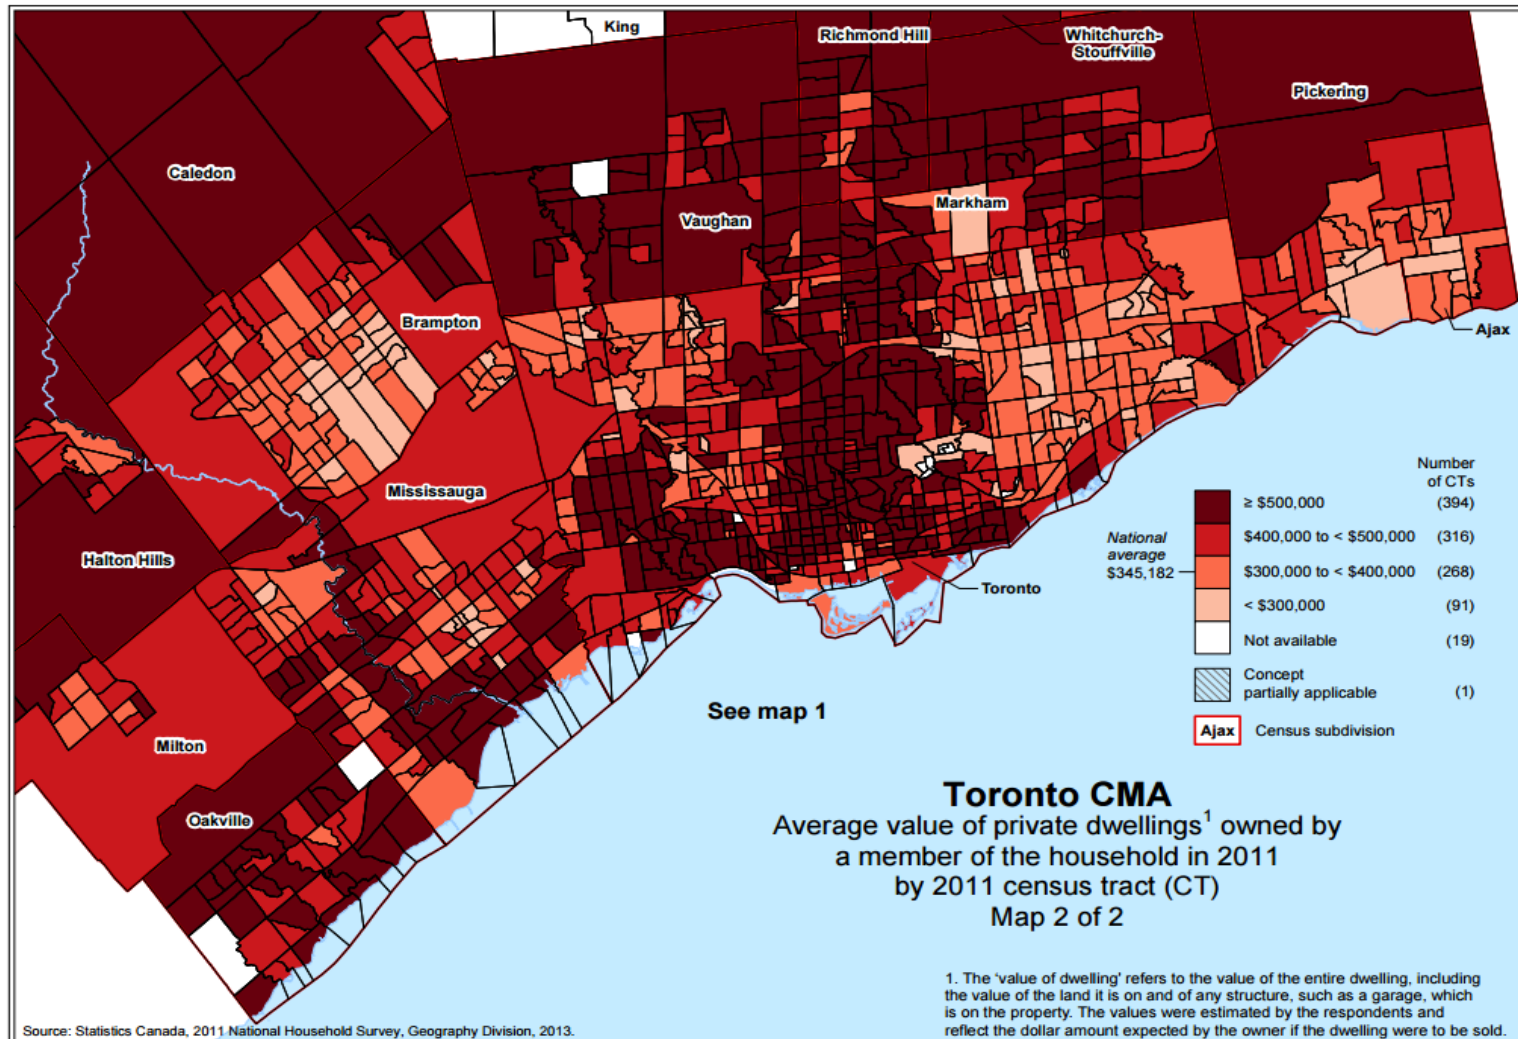 King
Richmond Hill
Whitchurch-
Stouffville
Pickering
Caledon
Vaughan
Markham
Brampton
Ajax
Mississauga
Halton Hills
Toronto
Milton
Oakville
See map 1
Number
of CTs
≥ $500,000 (394)
$400,000 to < $500,000 (316)
National
average
$345,182
$300,000 to < $400,000 (268)
< $300,000 (91)
Not available (19)
Concept
partially applicable (1)
Ajax Census subdivision
Toronto CMA
Average value of private dwellings¹ owned by
a member of the household in 2011
by 2011 census tract (CT)
Map 2 of 2
1. The 'value of dwelling' refers to the value of the entire dwelling, including
the value of the land it is on and of any structure, such as a garage, which
is on the property. The values were estimated by the respondents and
reflect the dollar amount expected by the owner if the dwelling were to be sold.
Source: Statistics Canada, 2011 National Household Survey, Geography Division, 2013.